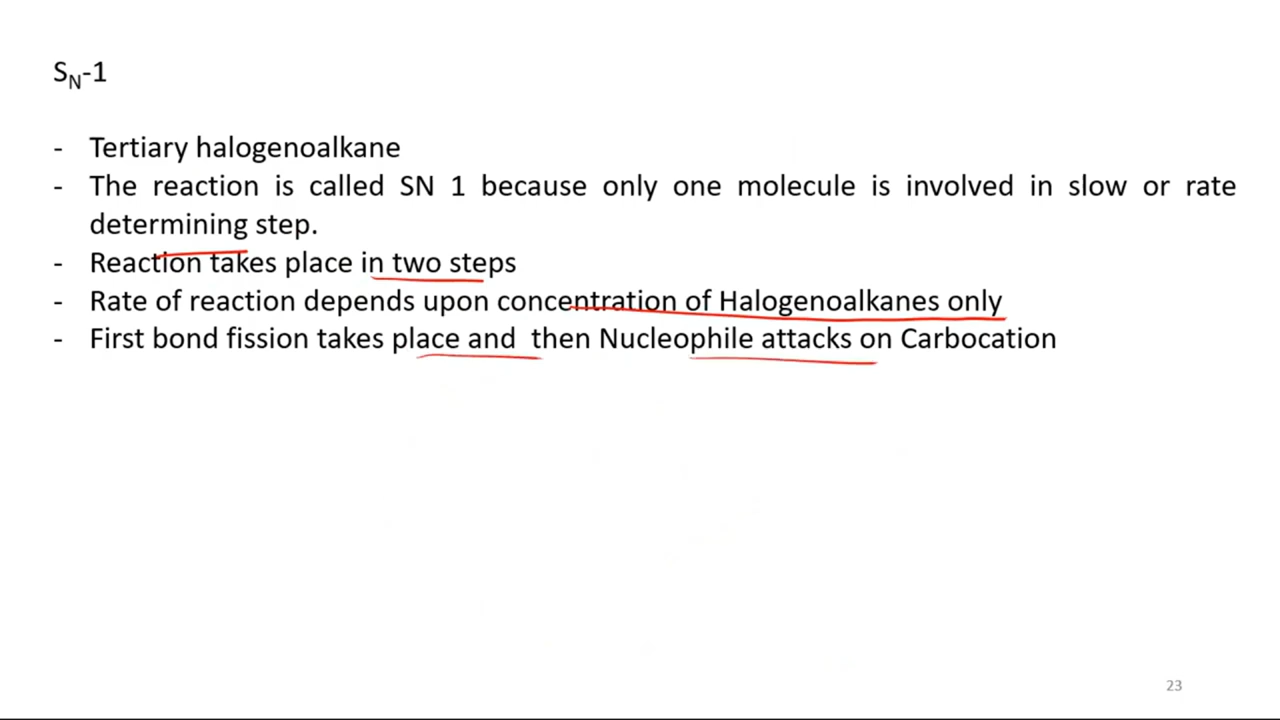 S_N-1
- Tertiary halogenoalkane
- The reaction is called SN 1 because only one molecule is involved in slow or rate
determining step.
- Reaction takes place in two steps
- Rate of reaction depends upon concentration of Halogenoalkanes only
- First bond fission takes place and then Nucleophile attacks on Carbocation
23